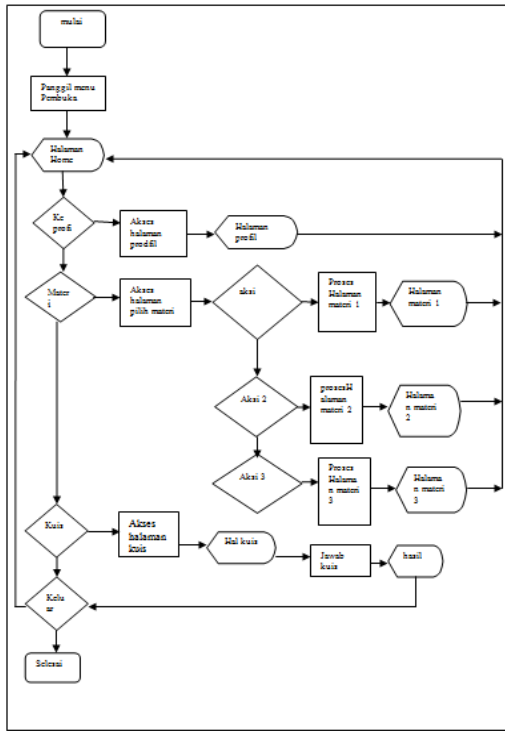 mulai
Panggil menu
Pembuka
Halaman
Home
Ke
profi
Akses
halaman
prodfil
Halaman
profil
Mater
i
Akses
halaman
pilih materi
aksi
Proses
Halaman
materi 1
Halaman
materi 1
Aksi 2
prosesH
alaman
materi 2
Halama
n materi
2
Aksi 3
Proses
Halama
n materi
3
Halama
n materi
3
Kuis
Akses
halaman
kuis
Hal kuis
Jawab
kuis
hasil
Kelu
ar
Selesai